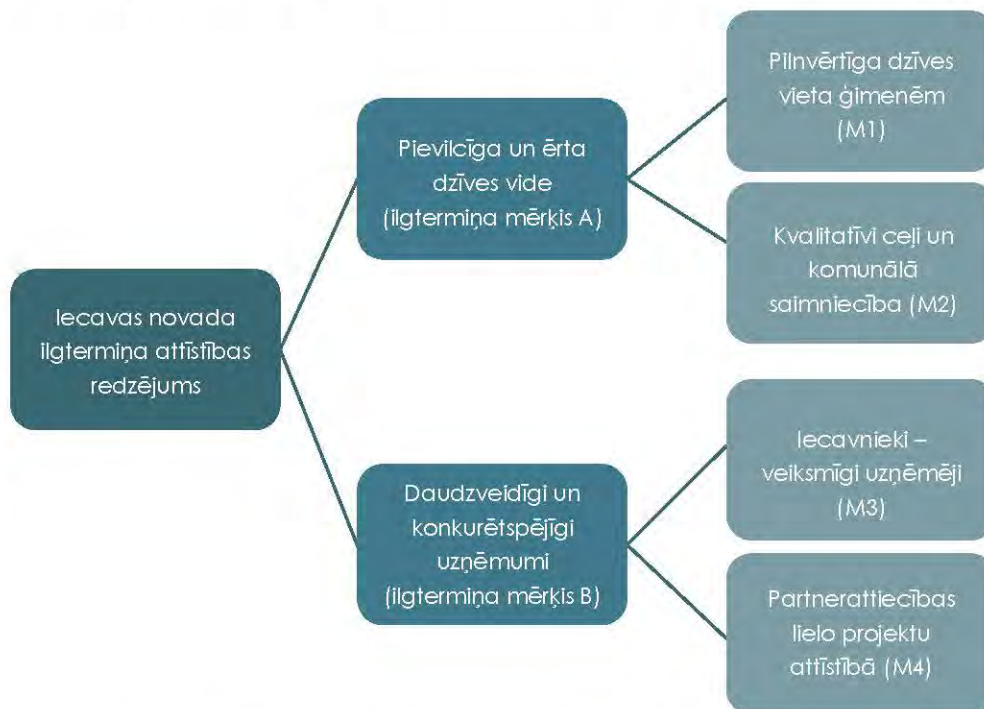 Iecavas novada
ilgtermiņa attīstības
redzējums
Pievilcīga un ērta
dzīves vide
(ilgtermiņa mērķis A)
Pilnvērtīga dzīves
vieta ģimenēm
(M1)
Kvalitatīvi ceļi un
komunālā
saimniecība (M2)
Daudzveidīgi un
konkurētspējīgi
uzņēmumi
(ilgtermiņa mērķis B)
Iecavnieki –
veiksmīgi uzņēmēji
(M3)
Partnerattiecības
lielo projektu
attīstībā (M4)